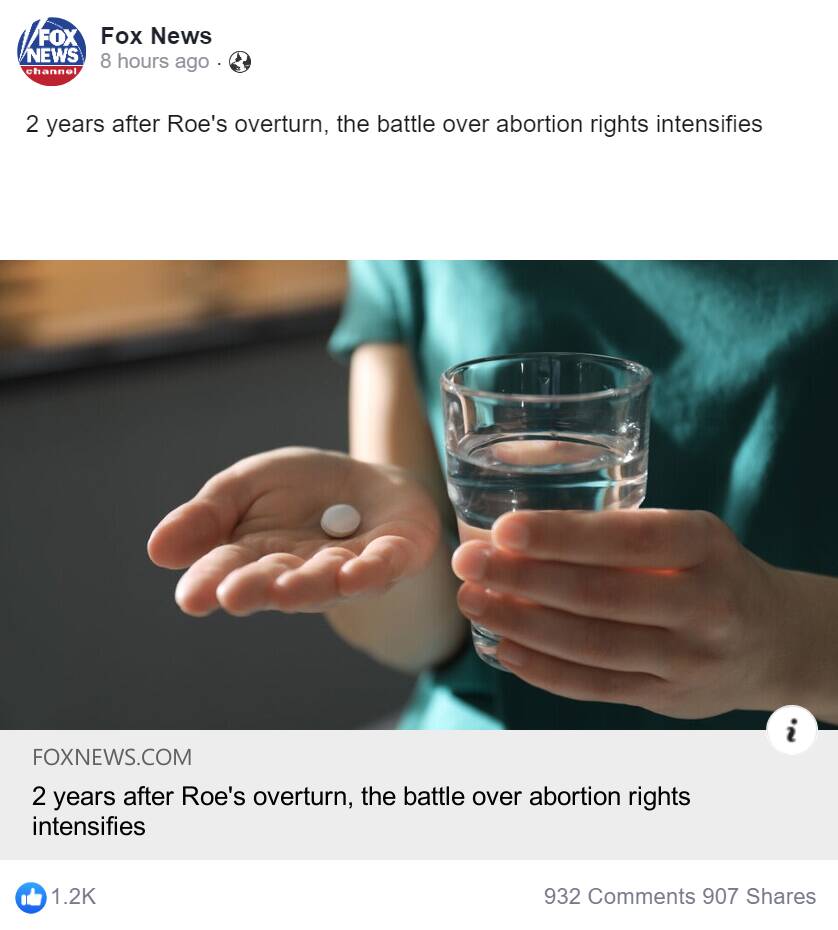 FOX
NEWS
channel
Fox News
8 hours ago ·
2 years after Roe's overturn, the battle over abortion rights intensifies
i
FOXNEWS.COM
2 years after Roe's overturn, the battle over abortion rights
intensifies
1.2K
932 Comments 907 Shares